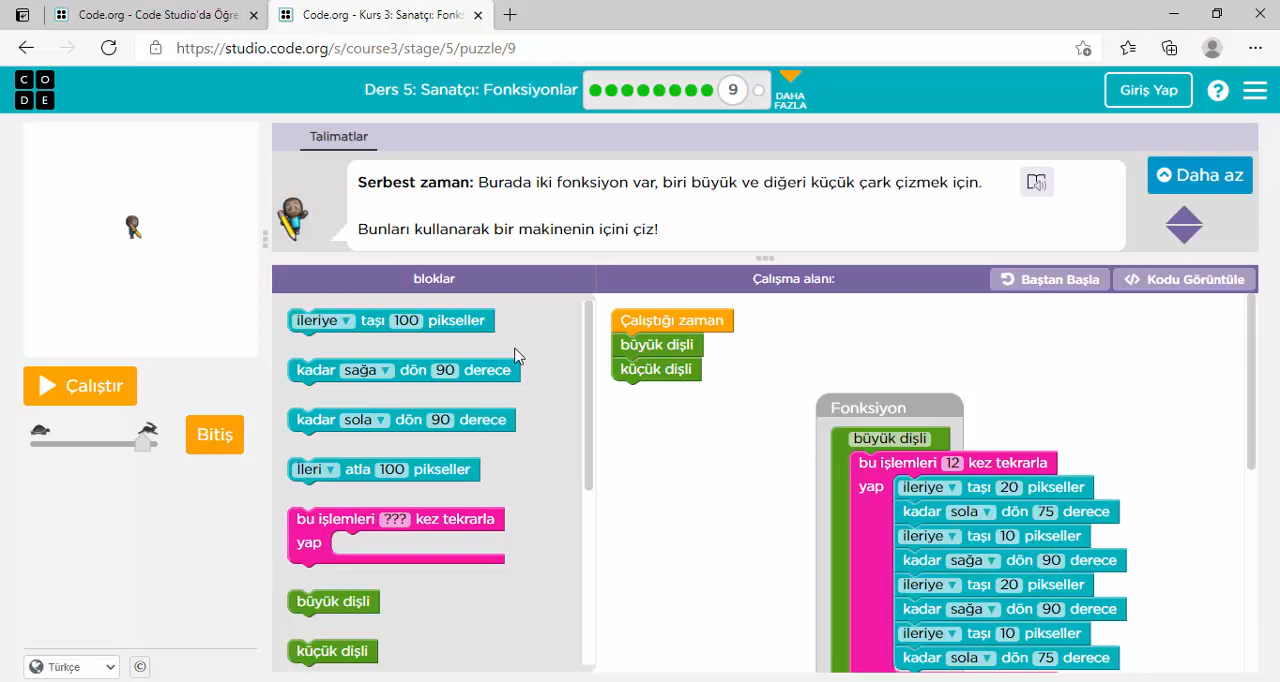 Code.org - Code Studio'da Öğre
Code.org - Kurs 3: Sanatçı: Fonks
https://studio.code.org/s/course3/stage/5/puzzle/9
C O
D E
Ders 5: Sanatçı: Fonksiyonlar
9
DAHA
FAZLA
Giriş Yap
?
Talimatlar
Serbest zaman: Burada iki fonksiyon var, biri büyük ve diğeri küçük çark çizmek için.
Bunları kullanarak bir makinenin içini çiz!
Daha az
bloklar
Çalışma alanı:
Baştan Başla
</> Kodu Görüntüle
ileriye taşı 100 pikseller
kadar sağa dön 90 derece
kadar sola dön 90 derece
İleri atla 100 pikseller
bu işlemleri ??? kez tekrarla
yap
büyük dişli
küçük dişli
Çalıştığı zaman
büyük dişli
küçük dişli
Fonksiyon
büyük dişli
bu işlemleri 12 kez tekrarla
yap
ileriye taşı 20 pikseller
kadar sola dön 75 derece
ileriye taşı 10 pikseller
kadar sağa dön 90 derece
ileriye taşı 20 pikseller
kadar sağa dön 90 derece
ileriye taşı 10 pikseller
kadar sola dön 75 derece
Çalıştır
Bitiş
Türkçe
©